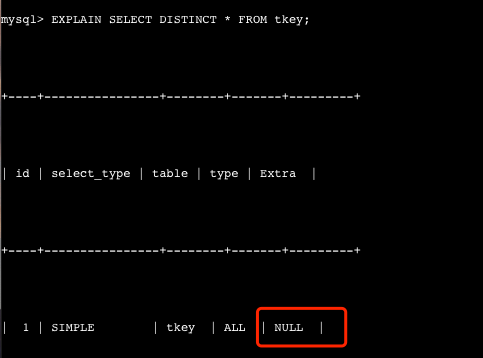 mysql> EXPLAIN SELECT DISTINCT * FROM tkey;
+----+---------------+--------+-------+---------+
| id | select_type | table | type | Extra  |
+----+---------------+--------+-------+---------+
|  1 | SIMPLE        | tkey  | ALL  | NULL  |